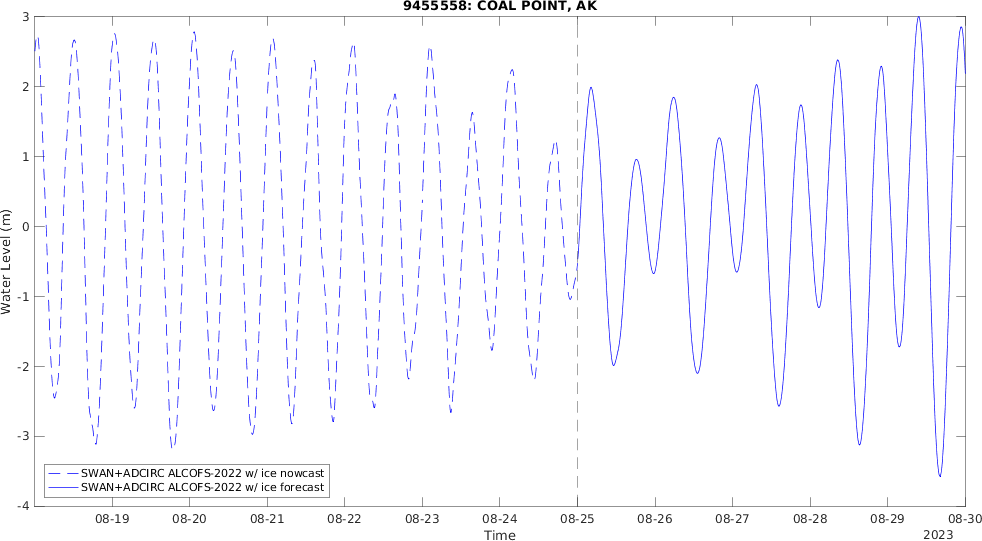 9455558: COAL POINT, AK
3
2
1
0
-1
-2
-3
-4
Water Level (m)
SWAN+ADCIRC ALCOFS-2022 w/ ice nowcast
SWAN+ADCIRC ALCOFS-2022 w/ ice forecast
08-19 08-20 08-21 08-22 08-23 08-24 08-25 08-26 08-27 08-28 08-29 08-30
Time
2023